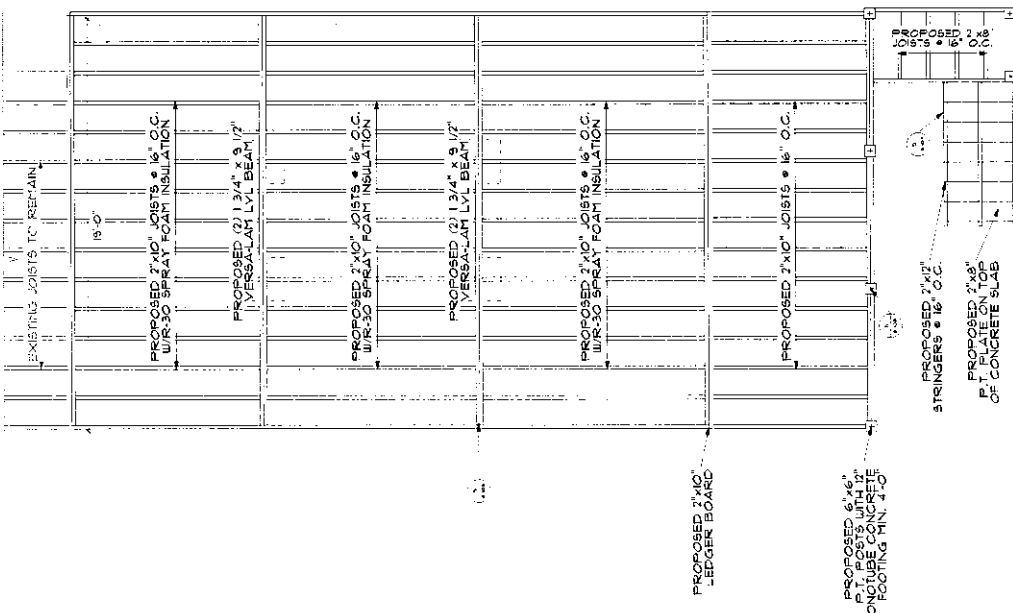 EXISTING JOISTS TO REMAIN
PROPOSED 2"x10" JOISTS @ 16" O.C.
W/R-30 SPRAY FOAM INSULATION
PROPOSED (2) 1 3/4" x 9 1/2"
VERSA-LAM LVL BEAM
PROPOSED 2"x10" JOISTS @ 16" O.C.
W/R-30 SPRAY FOAM INSULATION
PROPOSED (2) 1 3/4" x 9 1/2"
VERSA-LAM LVL BEAM
PROPOSED 2"x10" JOISTS @ 16" O.C.
W/R-30 SPRAY FOAM INSULATION
PROPOSED 2"x10" JOISTS @ 16" O.C.
PROPOSED 2"x8"
JOISTS @ 16" O.C.
PROPOSED 2"x12"
STRINGERS @ 16" O.C.
PROPOSED 2"x8"
P.T. PLATE ON TOP
OF CONCRETE SLAB
PROPOSED 2"x10"
LEDGER BOARD
PROPOSED 6"x6"
P.T. POSTS WITH 12"
ONOTUBE CONCRETE
FOOTING MIN. 4'-0"